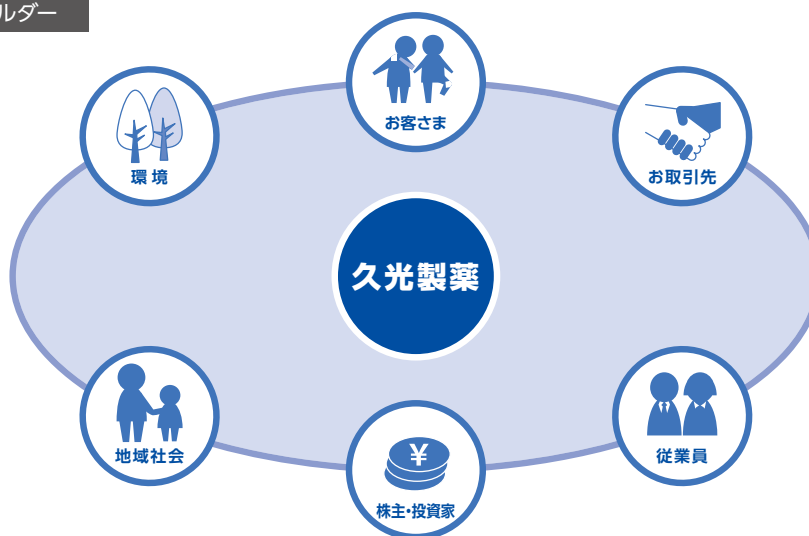 ルダー
お客さま
環境
お取引先
久光製薬
¥
地域社会
従業員
株主・投資家